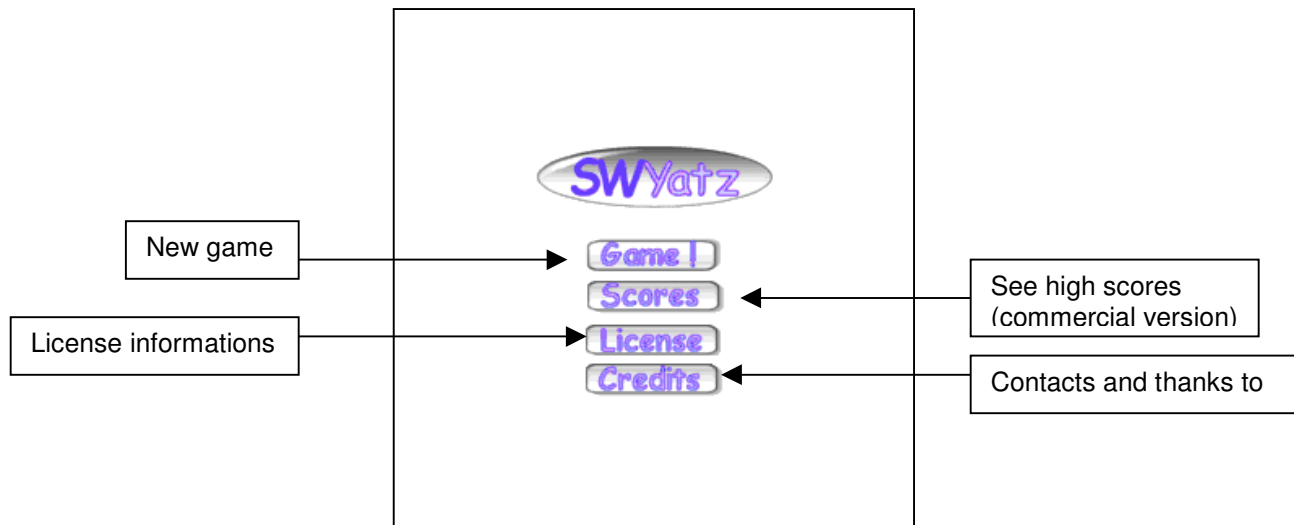 SWYatz
New game
Game !
Scores
See high scores
(commercial version)
License informations
License
Credits
Contacts and thanks to